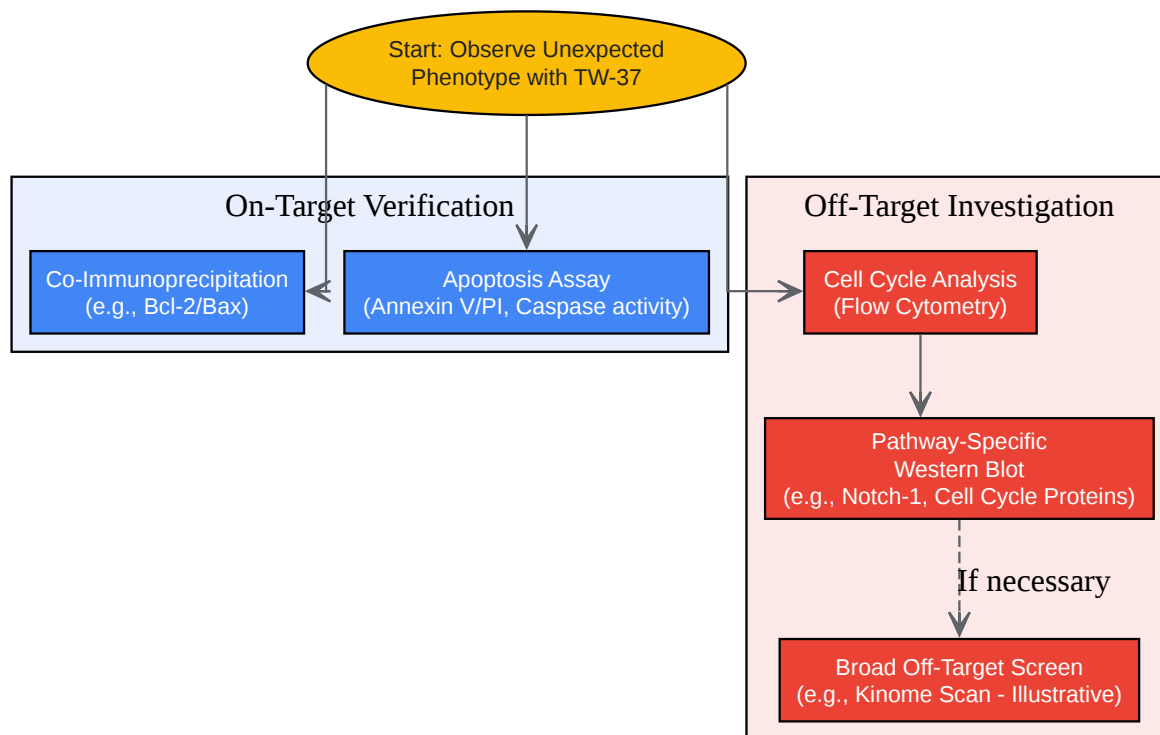 Start: Observe Unexpected
Phenotype with TW-37
On-Target Verification
Co-Immunoprecipitation
(e.g., Bcl-2/Bax)
Apoptosis Assay
(Annexin V/PI, Caspase activity)
Off-Target Investigation
Cell Cycle Analysis
(Flow Cytometry)
Pathway-Specific
Western Blot
(e.g., Notch-1, Cell Cycle Proteins)
If necessary
Broad Off-Target Screen
(e.g., Kinome Scan - Illustrative)